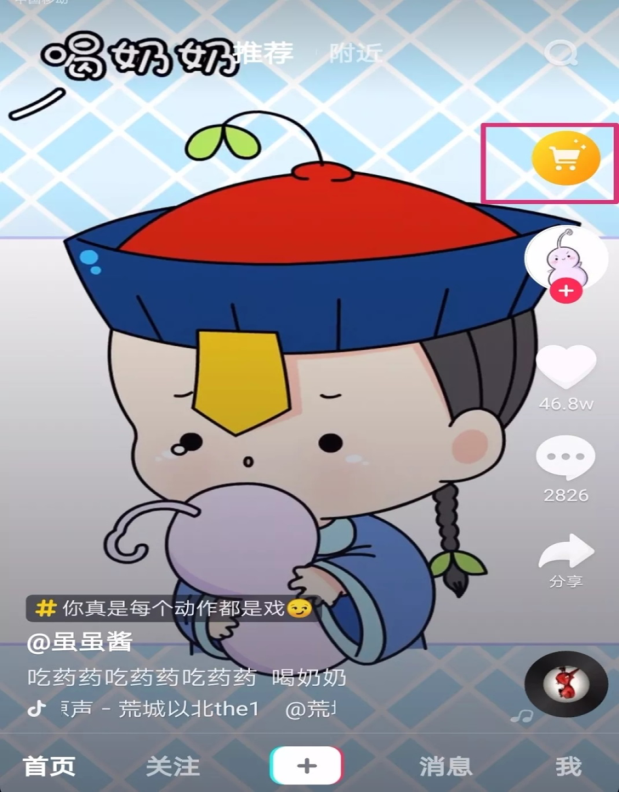 喝奶奶
推荐 附近
46.8w
2826
分享
#你真是每个动作都是戏😏
@虽虽酱
吃药药吃药药吃药药 喝奶奶
声 - 荒城以北the1 @荒
首页 关注 消息 我